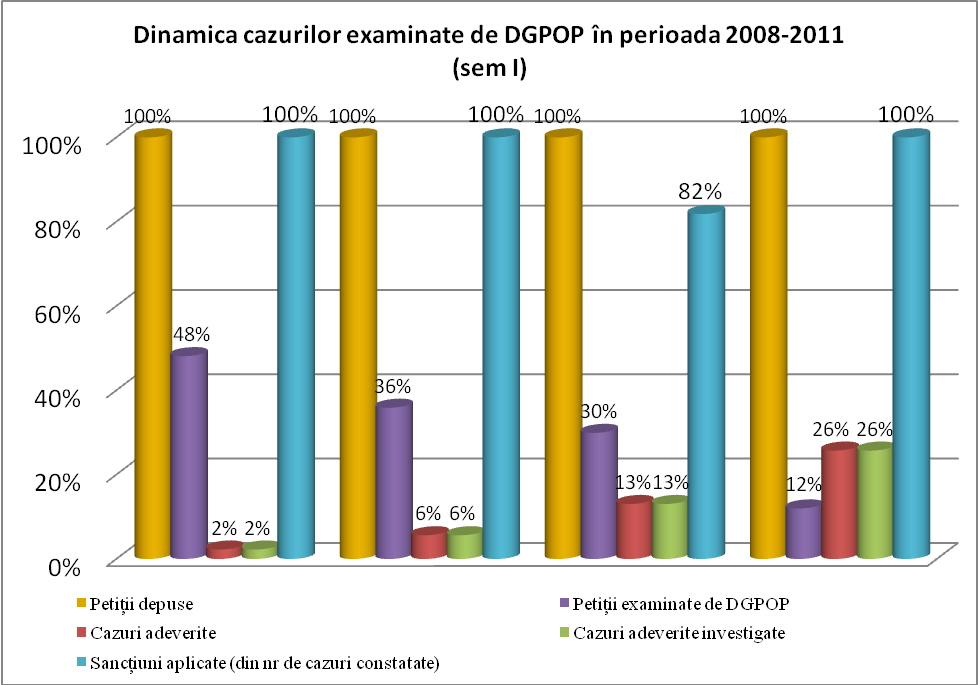 Dinamica cazurilor examinate de DGPOP în perioada 2008-2011
(sem I)
100% 100% 100% 100% 100% 100% 100%
100%
82%
80%
60%
48%
40%
36%
30%
26% 26%
20%
13% 13% 12%
6% 6%
2% 2%
0%
Petiții depuse
Petiții examinate de DGPOP
Cazuri adeverite
Cazuri adeverite investigate
Sancțiuni aplicate (din nr de cazuri constatate)